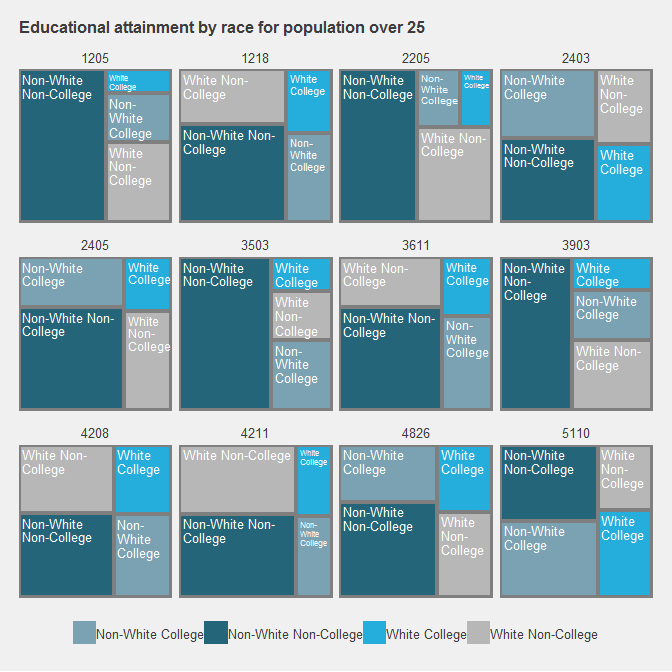 Educational attainment by race for population over 25
1205
Non-White
Non-College
White
College
Non-
White
College
White
Non-
College
1218
White Non-
College
Non-White Non-
College
White
College
Non-
White
College
2205
Non-White
Non-College
Non-
White
College
White
College
White Non-
College
2403
Non-White
College
Non-White
Non-College
White
Non-
College
White
College
2405
Non-White
College
Non-White Non-
College
White
College
White
Non-
College
3503
Non-White
Non-College
White
College
White
Non-
College
Non-
White
College
3611
White Non-
College
Non-White Non-
College
White
College
Non-
White
College
3903
Non-White
Non-
College
White
College
Non-White
College
White Non-
College
4208
White Non-
College
Non-White
Non-College
White
College
Non-
White
College
4211
White Non-College
Non-White Non-
College
White
College
Non-
White
College
4826
Non-White
College
Non-White
Non-College
White
College
White
Non-
College
5110
Non-White
Non-College
Non-White
College
White
Non-
College
White
College
Non-White College Non-White Non-College White College White Non-College